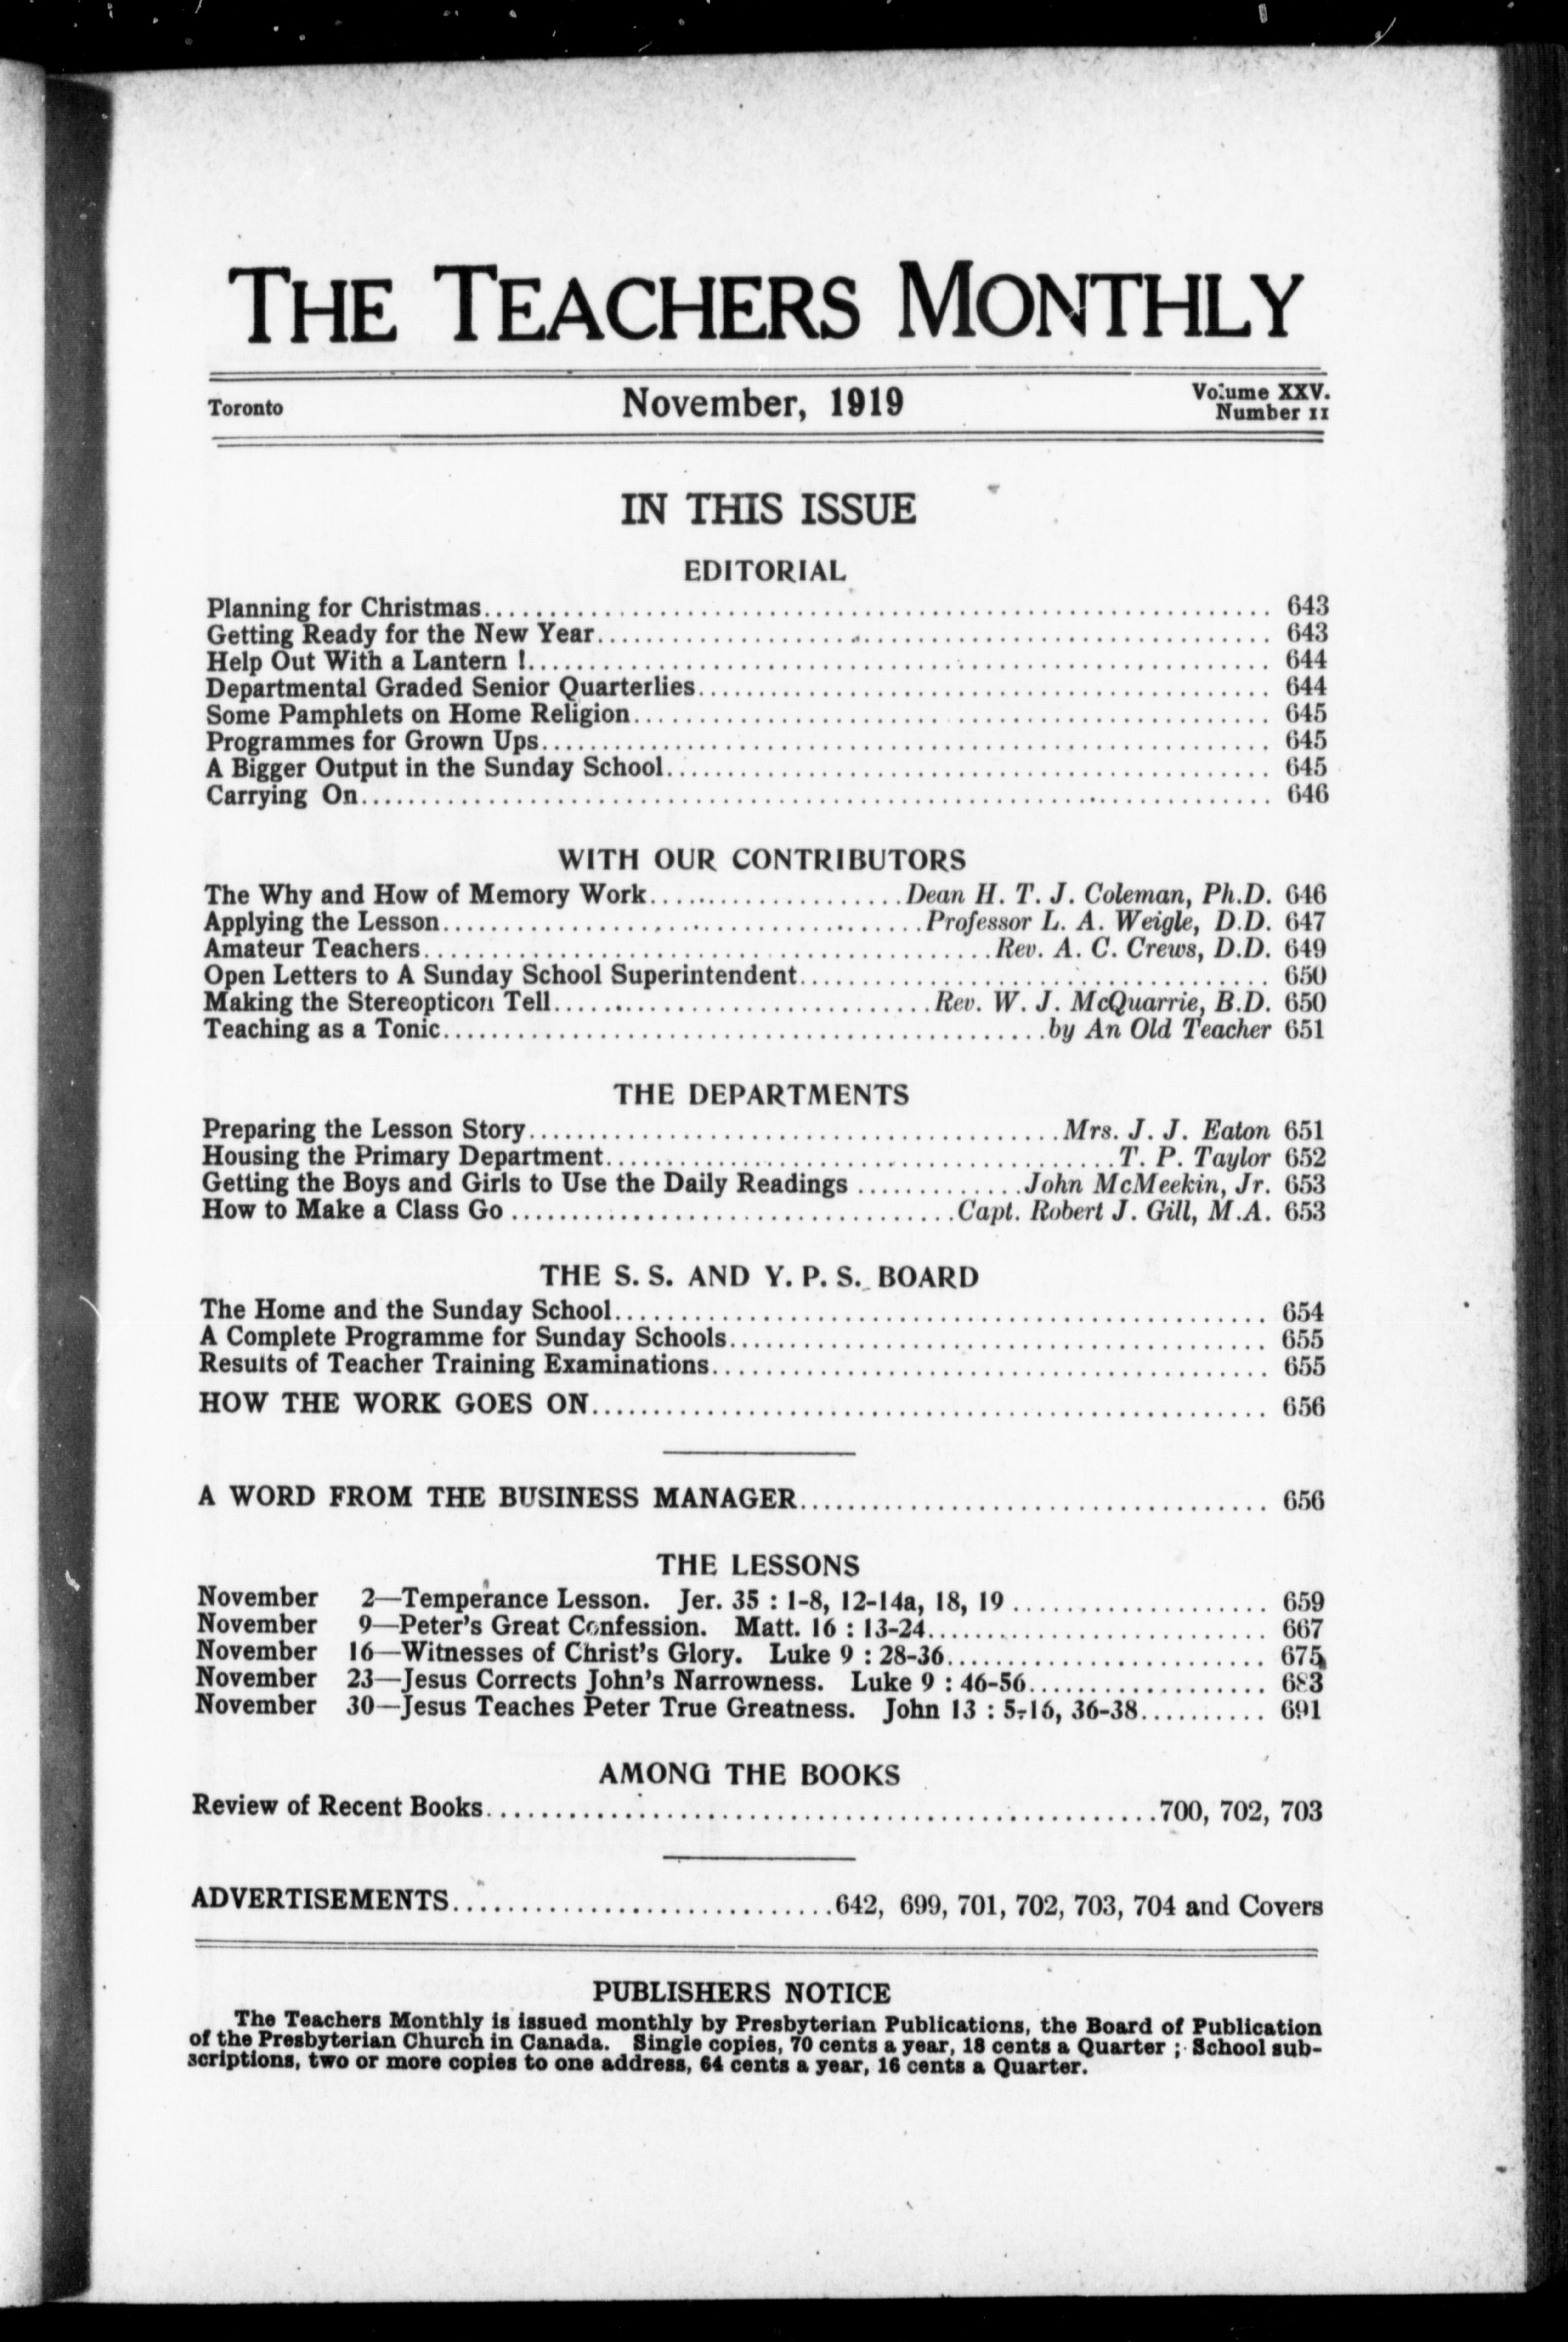 THE TEACHERS MONTHLY
Toronto
November, 1919
Volume XXV.
Number 11
IN THIS ISSUE
EDITORIAL
Planning for Christmas........ 643
Getting Ready for the New Year........ 643
Help Out With a Lantern !........ 644
Departmental Graded Senior Quarterlies........ 644
Some Pamphlets on Home Religion........ 645
Programmes for Grown Ups........ 645
A Bigger Output in the Sunday School........ 645
Carrying On........ 646
WITH OUR CONTRIBUTORS
The Why and How of Memory Work........Dean H. T. J. Coleman, Ph.D. 646
Applying the Lesson........Professor L. A. Weigle, D.D. 647
Amateur Teachers........Rev. A. C. Crews, D.D. 649
Open Letters to A Sunday School Superintendent........ 650
Making the Stereopticon Tell........Rev. W. J. McQuarrie, B.D. 650
Teaching as a Tonic........by An Old Teacher 651
THE DEPARTMENTS
Preparing the Lesson Story........Mrs. J. J. Eaton 651
Housing the Primary Department........T. P. Taylor 652
Getting the Boys and Girls to Use the Daily Readings ........John McMeekin, Jr. 653
How to Make a Class Go ........Capt. Robert J. Gill, M.A. 653
THE S. S. AND Y. P. S. BOARD
The Home and the Sunday School........ 654
A Complete Programme for Sunday Schools........ 655
Results of Teacher Training Examinations........ 655
HOW THE WORK GOES ON........ 656
A WORD FROM THE BUSINESS MANAGER........ 656
THE LESSONS
November 2—Temperance Lesson. Jer. 35 : 1-8, 12-14a, 18, 19 ........ 659
November 9—Peter's Great Confession. Matt. 16 : 13-24........ 667
November 16—Witnesses of Christ's Glory. Luke 9 : 28-36........ 675
November 23—Jesus Corrects John's Narrowness. Luke 9 : 46-56........ 683
November 30—Jesus Teaches Peter True Greatness. John 13 : 5-16, 36-38........ 691
AMONG THE BOOKS
Review of Recent Books........700, 702, 703
ADVERTISEMENTS........642, 699, 701, 702, 703, 704 and Covers
PUBLISHERS NOTICE
The Teachers Monthly is issued monthly by Presbyterian Publications, the Board of Publication
of the Presbyterian Church in Canada. Single copies, 70 cents a year, 18 cents a Quarter ; School sub-
scriptions, two or more copies to one address, 64 cents a year, 16 cents a Quarter.